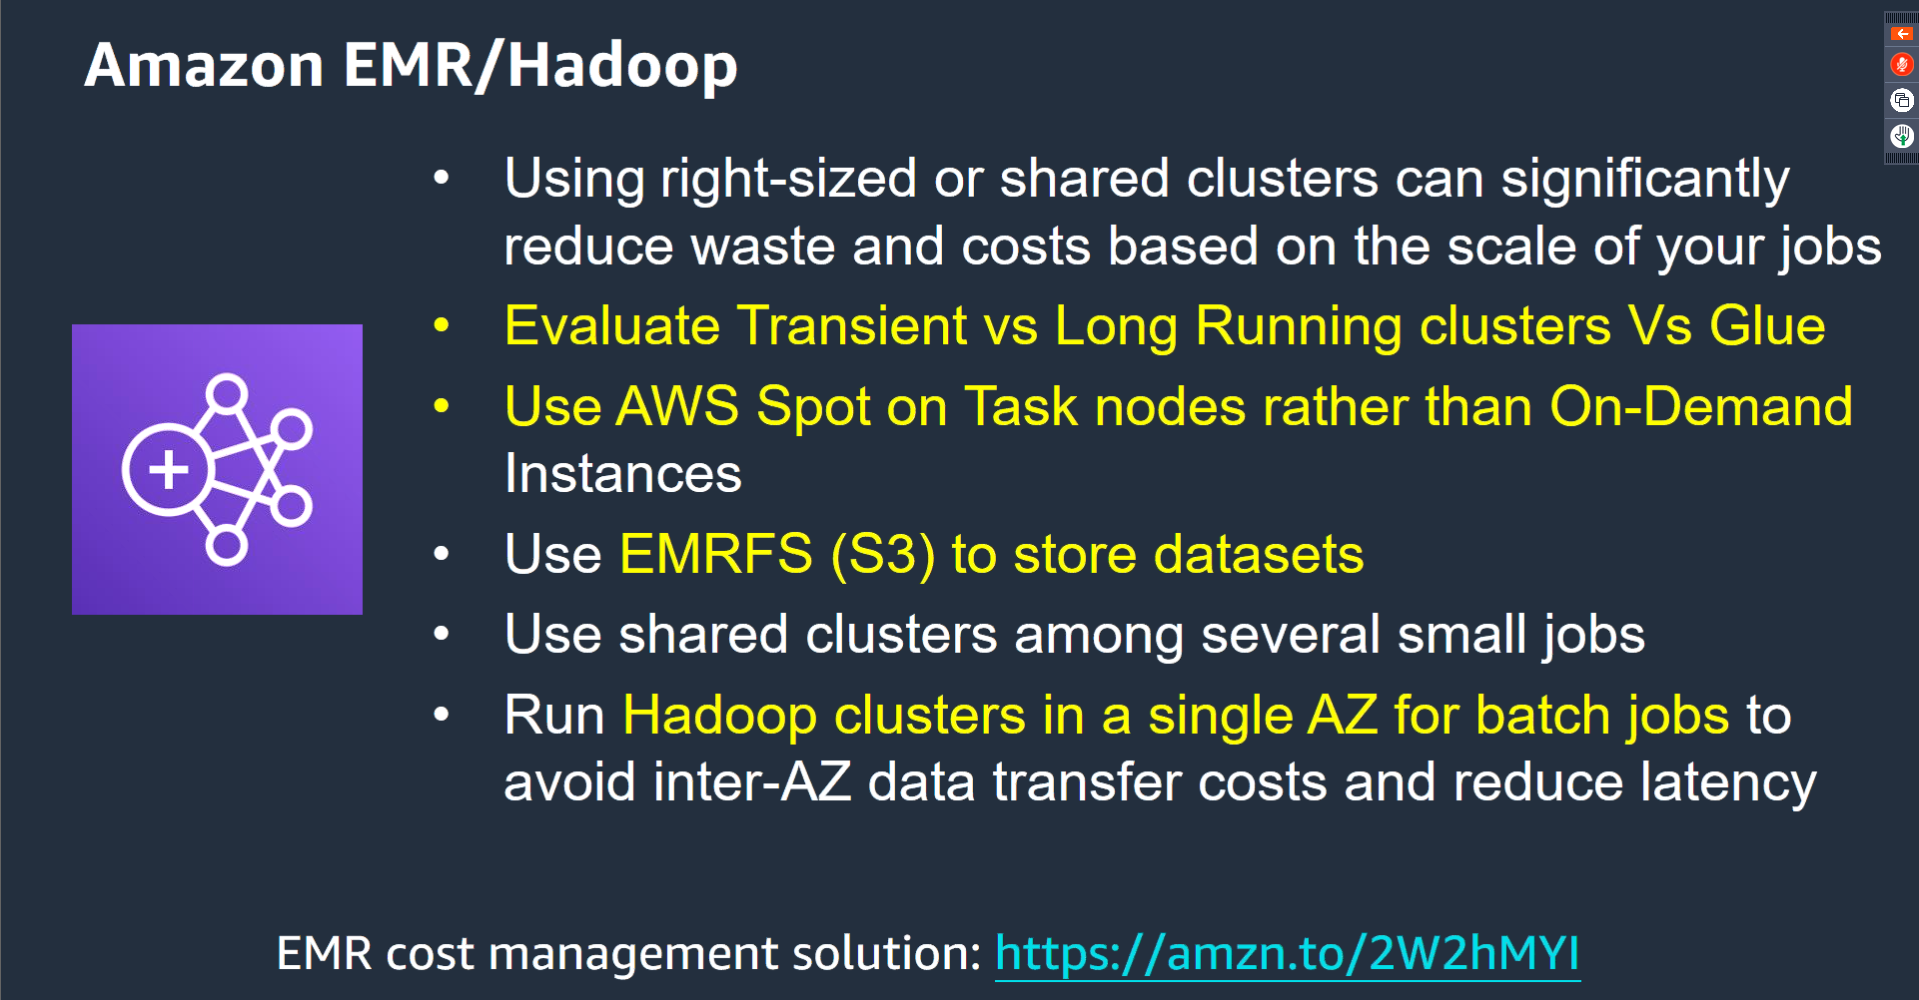 Amazon EMR/Hadoop
• Using right-sized or shared clusters can significantly
reduce waste and costs based on the scale of your jobs
• Evaluate Transient vs Long Running clusters Vs Glue
• Use AWS Spot on Task nodes rather than On-Demand
Instances
• Use EMRFS (S3) to store datasets
• Use shared clusters among several small jobs
• Run Hadoop clusters in a single AZ for batch jobs to
avoid inter-AZ data transfer costs and reduce latency
EMR cost management solution: https://amzn.to/2W2hMYI